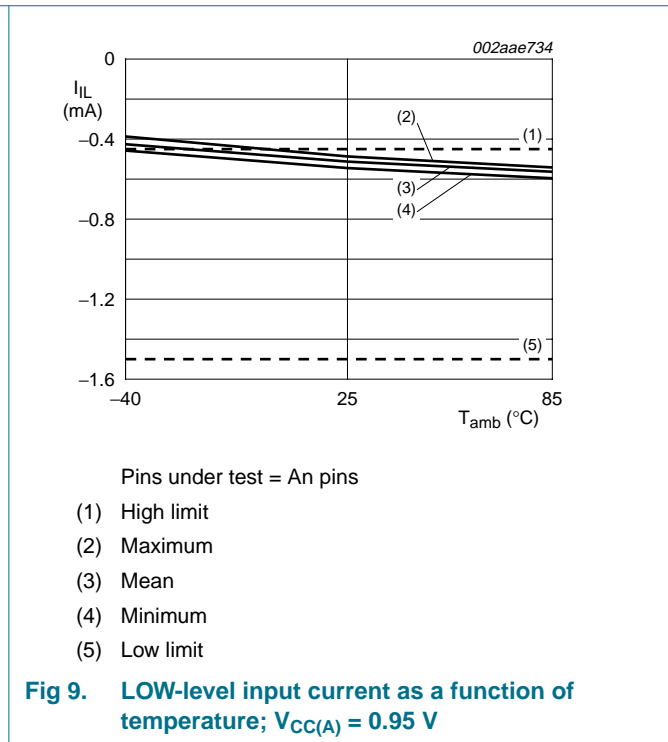 002aae734
0
I_IL
(mA)
−0.4
−0.8
−1.2
−1.6
(2)
(1)
(3)
(4)
(5)
−40
25
85
T_amb (°C)
Pins under test = An pins
(1) High limit
(2) Maximum
(3) Mean
(4) Minimum
(5) Low limit
Fig 9. LOW-level input current as a function of
temperature; V_CC(A) = 0.95 V